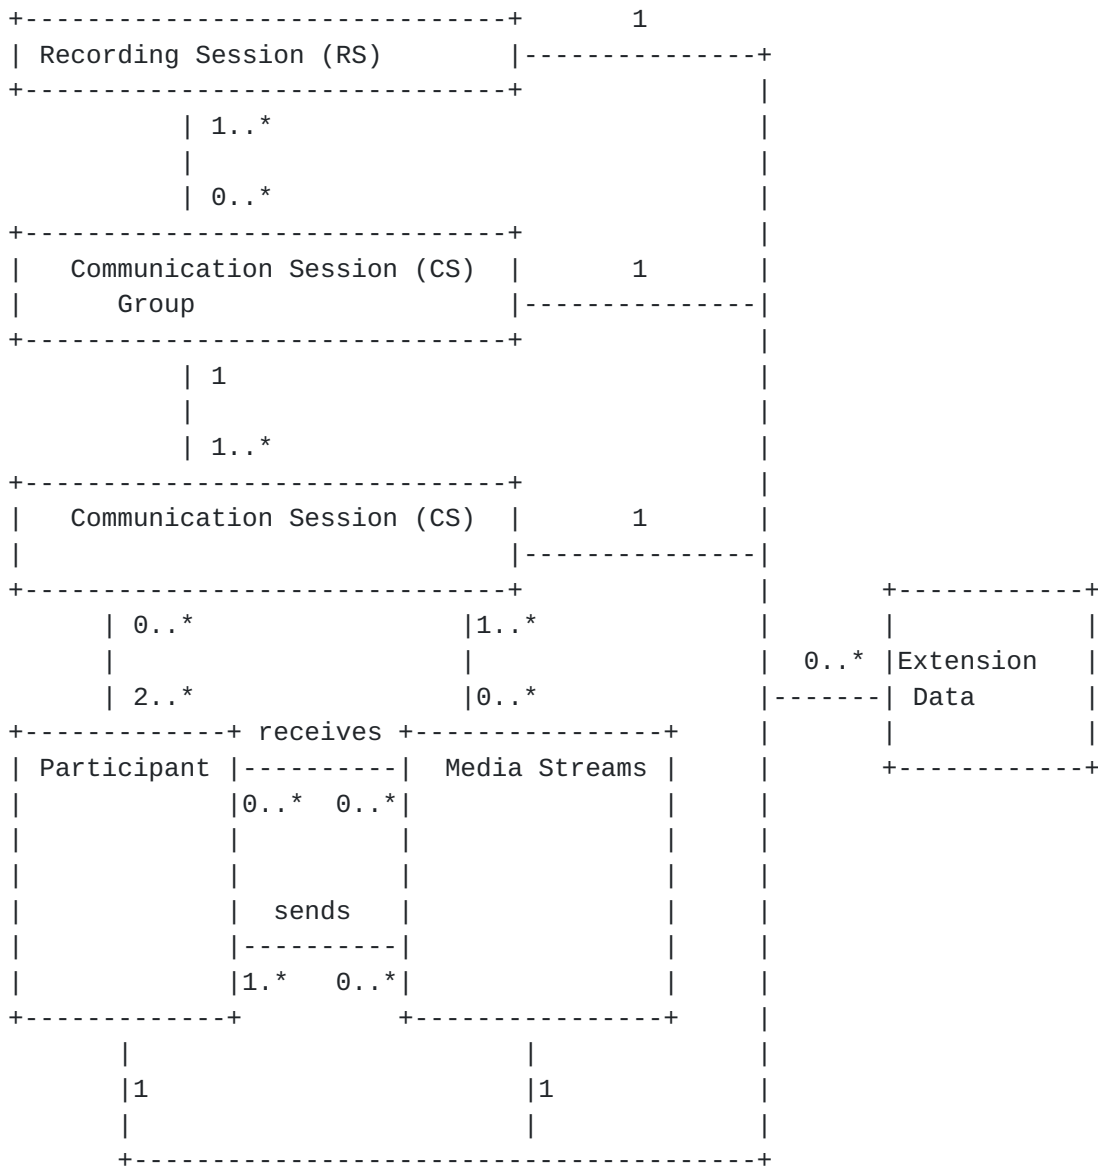 +-------------------------------+       1
| Recording Session (RS)        |---------------+
+-------------------------------+               |
           | 1..*                               |
           |                                    |
           | 0..*                               |
+-------------------------------+               |
|   Communication Session (CS)  |       1       |
|      Group                    |---------------|
+-------------------------------+               |
           | 1                                  |
           |                                    |
           | 1..*                               |
+-------------------------------+               |
|   Communication Session (CS)  |       1       |
|                               |---------------|
+-------------------------------+               |       +------------+
      | 0..*                 |1..*              |       |            |
      |                      |                  |  0..* |Extension   |
      | 2..*                 |0..*              |-------| Data       |
+-------------+ receives +----------------+     |       |            |
| Participant |----------|  Media Streams |     |       +------------+
|             |0..*  0..*|                |     |
|             |          |                |     |
|             |          |                |     |
|             |  sends   |                |     |
|             |----------|                |     |
|             |1.*   0..*|                |     |
+-------------+          +----------------+     |
       |                         |              |
       |1                        |1             |
       |                         |              |
       +----------------------------------------+